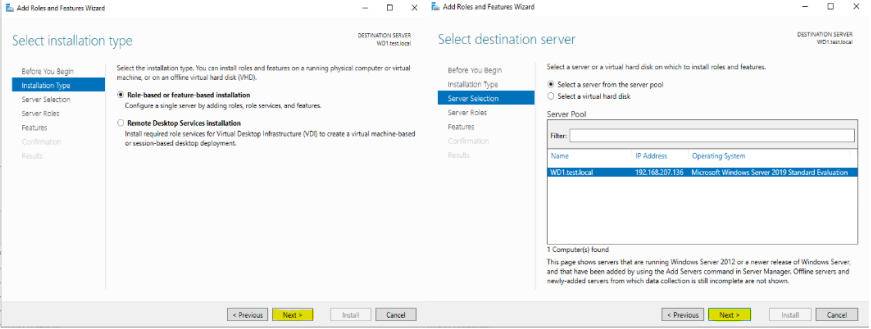 Add Roles and Features Wizard
Select installation type
DESTINATION SERVER
WD1.test.local
Before You Begin
Installation Type
Server Selection
Server Roles
Features
Confirmation
Results
Select the installation type. You can install roles and features on a running physical computer or virtual
machine, or on an offline virtual hard disk (VHD).
Role-based or feature-based installation
Configure a single server by adding roles, role services, and features.
Remote Desktop Services installation
Install required role services for Virtual Desktop Infrastructure (VDI) to create a virtual machine-based
or session-based desktop deployment.
< Previous
Next >
Install
Cancel
Add Roles and Features Wizard
Select destination server
DESTINATION SERVER
WD1.test.local
Before You Begin
Installation Type
Server Selection
Server Roles
Features
Confirmation
Results
Select a server or a virtual hard disk on which to install roles and features.
Select a server from the server pool
Select a virtual hard disk
Server Pool
Filter:
Name IP Address Operating System
WD1.test.local 192.168.207.136 Microsoft Windows Server 2019 Standard Evaluation
1 Computer(s) found
This page shows servers that are running Windows Server 2012 or a newer release of Windows Server,
and that have been added by using the Add Servers command in Server Manager. Offline servers and
newly-added servers from which data collection is still incomplete are not shown.
< Previous
Next >
Install
Cancel